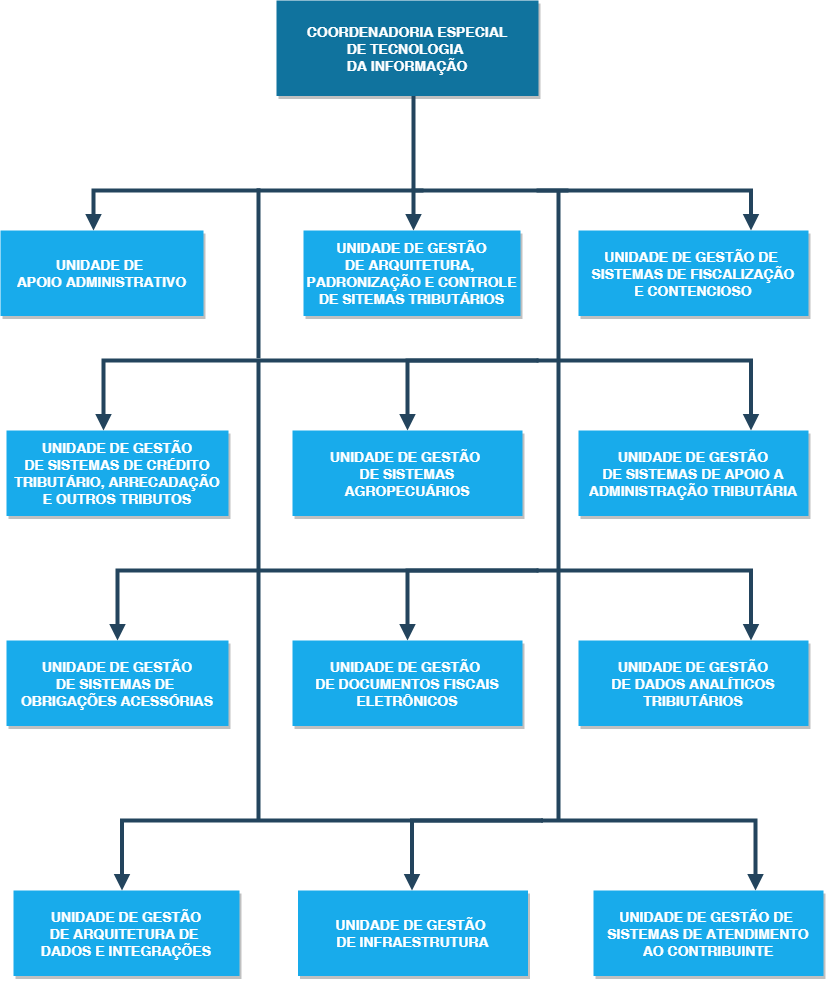 COORDENADORIA ESPECIAL
DE TECNOLOGIA
DA INFORMAÇÃO
UNIDADE DE
APOIO ADMINISTRATIVO
UNIDADE DE GESTÃO
DE ARQUITETURA,
PADRONIZAÇÃO E CONTROLE
DE SITEMAS TRIBUTÁRIOS
UNIDADE DE GESTÃO DE
SISTEMAS DE FISCALIZAÇÃO
E CONTENCIOSO
UNIDADE DE GESTÃO
DE SISTEMAS DE CRÉDITO
TRIBUTÁRIO, ARRECADAÇÃO
E OUTROS TRIBUTOS
UNIDADE DE GESTÃO
DE SISTEMAS
AGROPECUÁRIOS
UNIDADE DE GESTÃO
DE SISTEMAS DE APOIO A
ADMINISTRAÇÃO TRIBUTÁRIA
UNIDADE DE GESTÃO
DE SISTEMAS DE
OBRIGAÇÕES ACESSÓRIAS
UNIDADE DE GESTÃO
DE DOCUMENTOS FISCAIS
ELETRÔNICOS
UNIDADE DE GESTÃO
DE DADOS ANALÍTICOS
TRIBIUTÁRIOS
UNIDADE DE GESTÃO
DE ARQUITETURA DE
DADOS E INTEGRAÇÕES
UNIDADE DE GESTÃO
DE INFRAESTRUTURA
UNIDADE DE GESTÃO DE
SISTEMAS DE ATENDIMENTO
AO CONTRIBUINTE